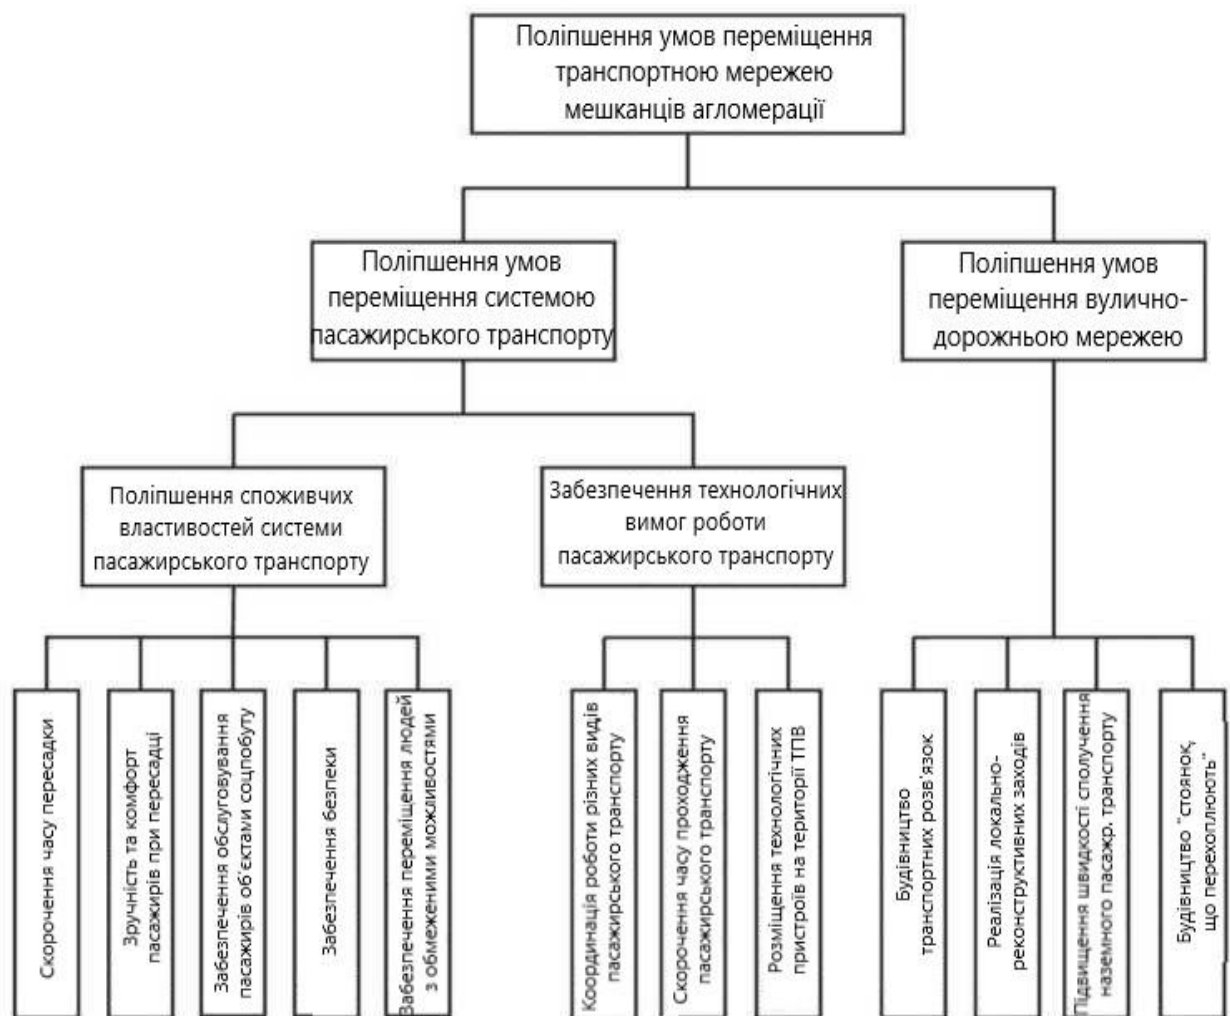 Поліпшення умов переміщення
транспортною мережею
мешканців агломерації
Поліпшення умов
переміщення системою
пасажирського транспорту
Поліпшення умов
переміщення вулично-
дорожньою мережею
Поліпшення споживчих
властивостей системи
пасажирського транспорту
Забезпечення технологічних
вимог роботи
пасажирського транспорту
Скорочення часу пересадки
Зручність та комфорт
пасажирів при пересадці
Забезпечення обслуговування
пасажирів об'єктами соцпобуту
Забезпечення безпеки
Забезпечення переміщення людей
з обмеженими можливостями
Координація роботи різних видів
пасажирського транспорту
Скорочення часу проходження
пасажирського транспорту
Розміщення технологічних
пристроїв на території ТПВ
Будівництво
транспортних розв'язок
Реалізація локально-
реконструктивних заходів
Підвищення швидкості сполучення
наземного пасажр. транспорту
Будівництво "стоянок,
що перехоплюють"